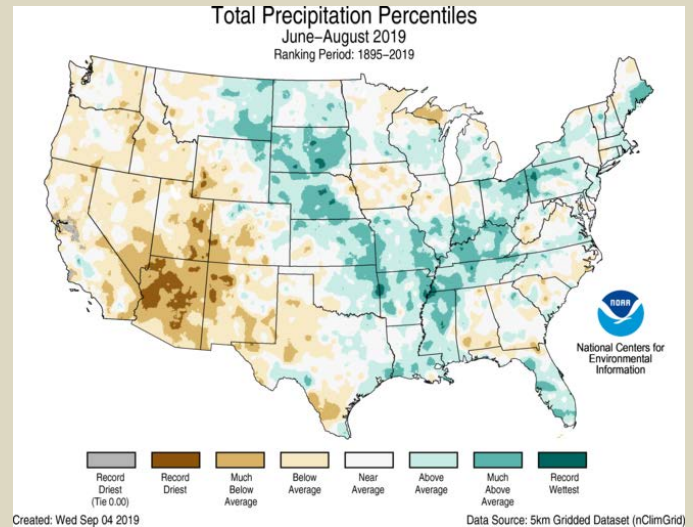 Total Precipitation Percentiles
June–August 2019
Ranking Period: 1895–2019
NOAA
National Centers for
Environmental
Information
Record
Driest
(Tie 0.00)
Record
Driest
Much
Below
Average
Below
Average
Near
Average
Above
Average
Much
Above
Average
Record
Wettest
Created: Wed Sep 04 2019
Data Source: 5km Gridded Dataset (nClimGrid)